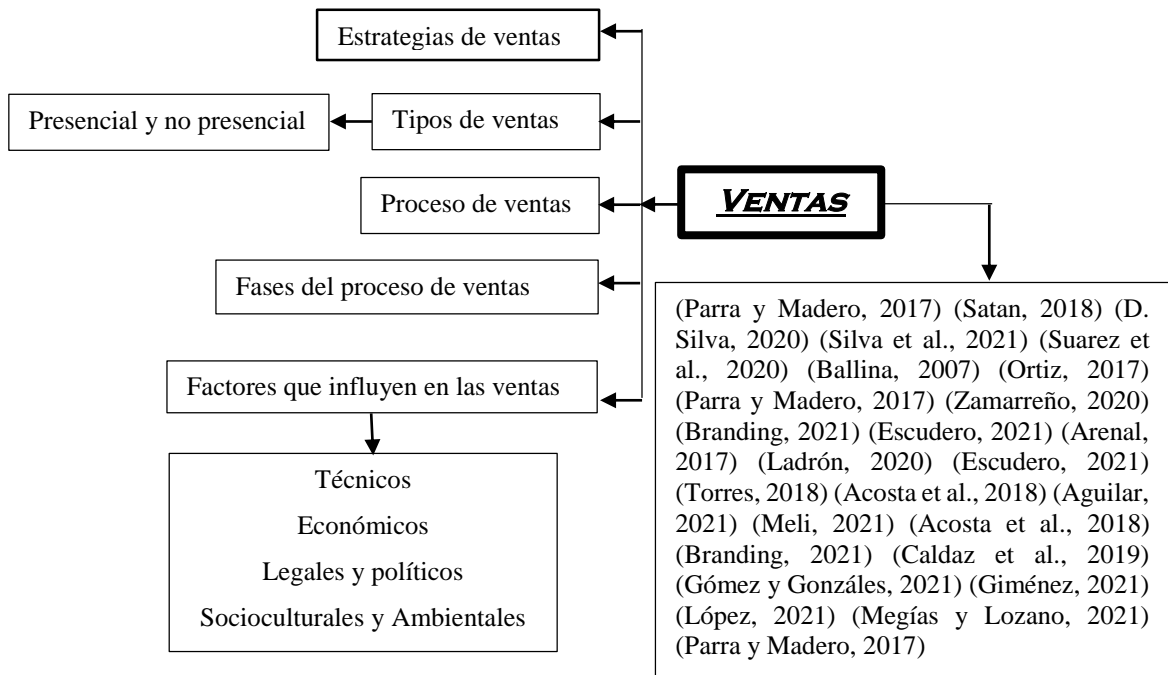 Estrategias de ventas
Presencial y no presencial
Tipos de ventas
Proceso de ventas
VENTAS
Fases del proceso de ventas
Factores que influyen en las ventas
Técnicos
Económicos
Legales y políticos
Socioculturales y Ambientales
(Parra y Madero, 2017) (Satan, 2018) (D.
Silva, 2020) (Silva et al., 2021) (Suarez et
al., 2020) (Ballina, 2007) (Ortiz, 2017)
(Parra y Madero, 2017) (Zamarreño, 2020)
(Branding, 2021) (Escudero, 2021) (Arenal,
2017) (Ladrón, 2020) (Escudero, 2021)
(Torres, 2018) (Acosta et al., 2018) (Aguilar,
2021) (Meli, 2021) (Acosta et al., 2018)
(Branding, 2021) (Caldaz et al., 2019)
(Gómez y Gonzáles, 2021) (Giménez, 2021)
(López, 2021) (Megías y Lozano, 2021)
(Parra y Madero, 2017)